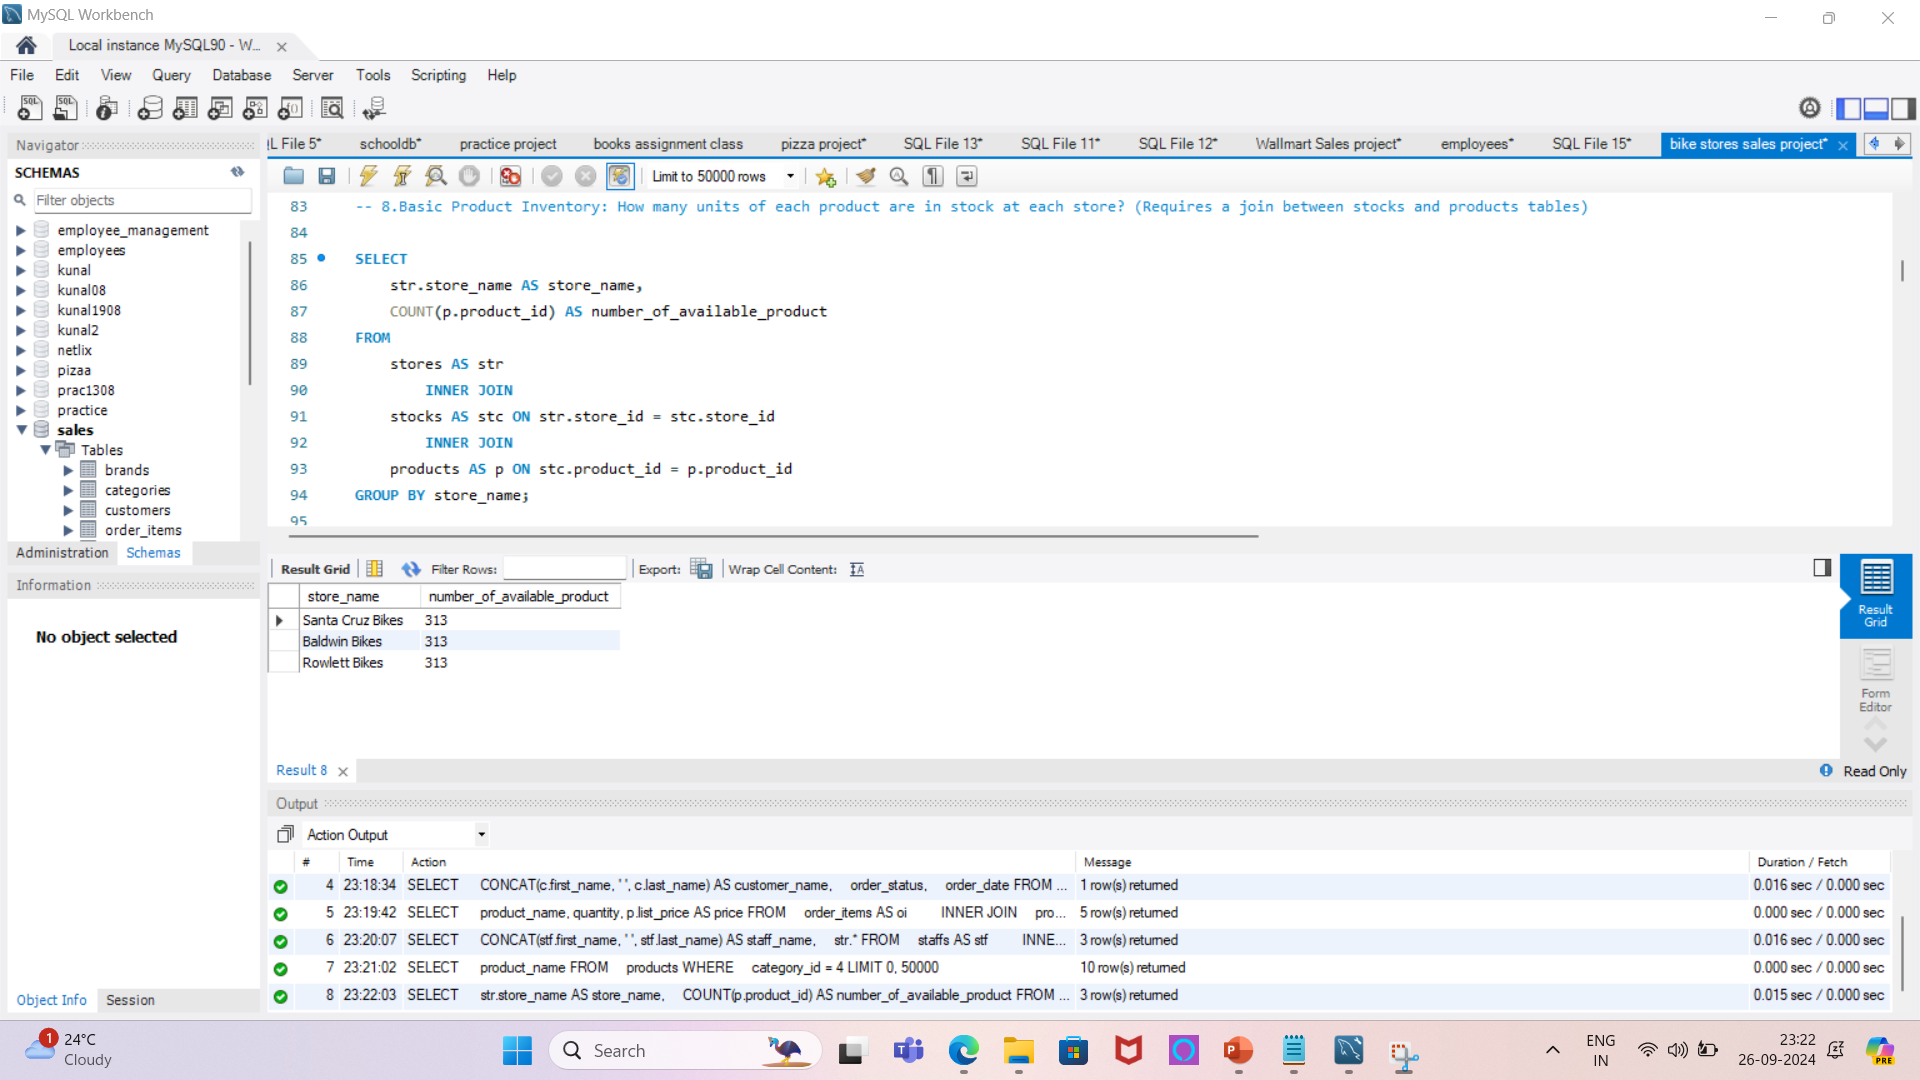 MySQL Workbench
Local instance MySQL90 - W...
File Edit View Query Database Server Tools Scripting Help
Navigator
SCHEMAS
Filter objects
employee_management
employees
kunal
kunal08
kunal1908
kunal2
netlix
pizaa
prac1308
practice
sales
Tables
brands
categories
customers
order_items
Administration Schemas
Information
No object selected
Object Info Session
L File 5* schooldb* practice project books assignment class pizza project* SQL File 13* SQL File 11* SQL File 12* Wallmart Sales project* employees* SQL File 15* bike stores sales project*
Limit to 50000 rows
83 -- 8.Basic Product Inventory: How many units of each product are in stock at each store? (Requires a join between stocks and products tables)
84
85 SELECT
86 str.store_name AS store_name,
87 COUNT(p.product_id) AS number_of_available_product
88 FROM
89 stores AS str
90 INNER JOIN
91 stocks AS stc ON str.store_id = stc.store_id
92 INNER JOIN
93 products AS p ON stc.product_id = p.product_id
94 GROUP BY store_name;
95
Result Grid Filter Rows: Export: Wrap Cell Content:
store_name number_of_available_product
Santa Cruz Bikes 313
Baldwin Bikes 313
Rowlett Bikes 313
Result Grid
Form Editor
Result 8
Read Only
Output
Action Output
# Time Action Message Duration / Fetch
4 23:18:34 SELECT CONCAT(c.first_name, ' ', c.last_name) AS customer_name, order_status, order_date FROM ... 1 row(s) returned 0.016 sec / 0.000 sec
5 23:19:42 SELECT product_name, quantity, p.list_price AS price FROM order_items AS oi INNER JOIN pro... 5 row(s) returned 0.000 sec / 0.000 sec
6 23:20:07 SELECT CONCAT(stf.first_name, ' ', stf.last_name) AS staff_name, str.* FROM staffs AS stf INNE... 3 row(s) returned 0.016 sec / 0.000 sec
7 23:21:02 SELECT product_name FROM products WHERE category_id = 4 LIMIT 0, 50000 10 row(s) returned 0.000 sec / 0.000 sec
8 23:22:03 SELECT str.store_name AS store_name, COUNT(p.product_id) AS number_of_available_product FROM ... 3 row(s) returned 0.015 sec / 0.000 sec
1
24°C
Cloudy
Search
ENG
IN
23:22
26-09-2024
PRE